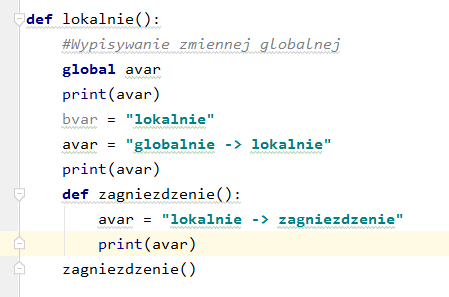 def lokalnie():
    #Wypisywanie zmiennej globalnej
    global avar
    print(avar)
    bvar = "lokalnie"
    avar = "globalnie -> lokalnie"
    print(avar)
    def zagniezdzenie():
        avar = "lokalnie -> zagniezdzenie"
        print(avar)
    zagniezdzenie()